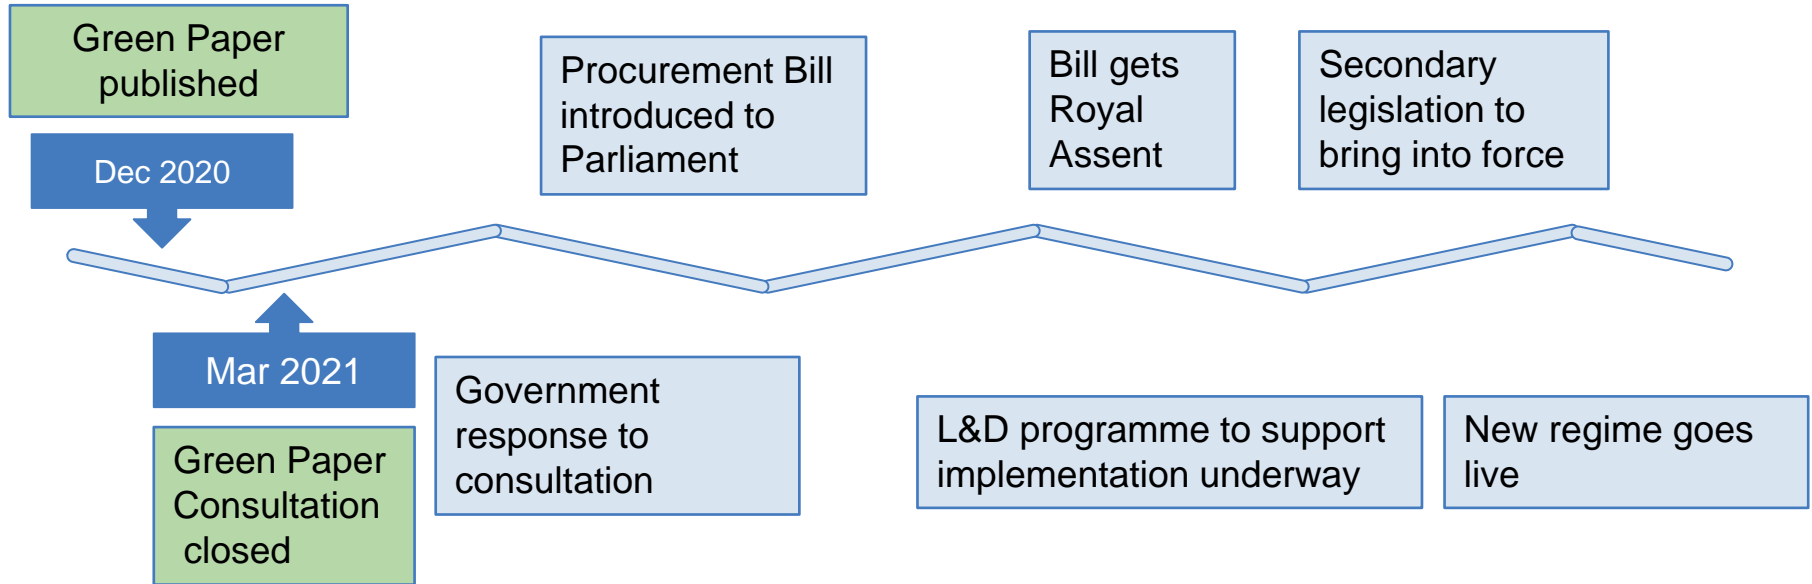 Green Paper
published
Dec 2020
Procurement Bill
introduced to
Parliament
Bill gets
Royal
Assent
Secondary
legislation to
bring into force
Mar 2021
Green Paper
Consultation
closed
Government
response to
consultation
L&D programme to support
implementation underway
New regime goes
live